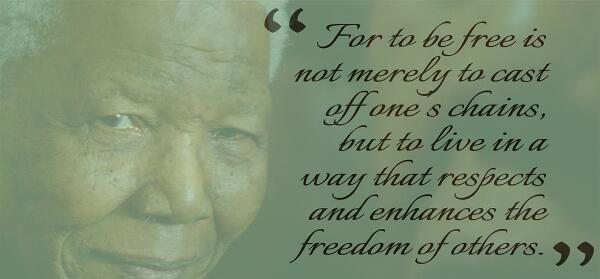 “ For to be free is
not merely to cast
off one's chains,
but to live in a
way that respects
and enhances the
freedom of others. ”